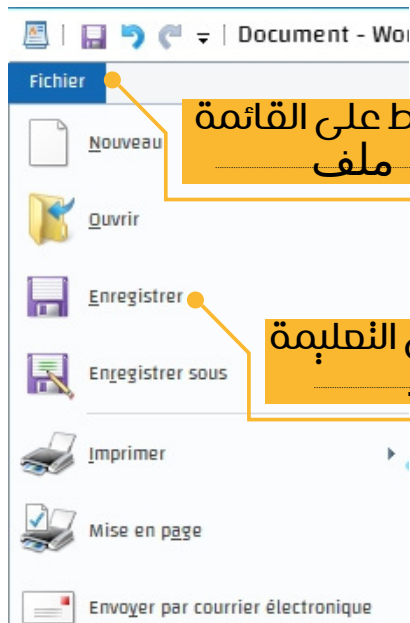 Document - Wor
Fichier
ط على القائمة
ملف
Nouveau
Ouvrir
Enregistrer
التعليمة
Enregistrer sous
Imprimer
Mise en page
Envoyer par courrier électronique